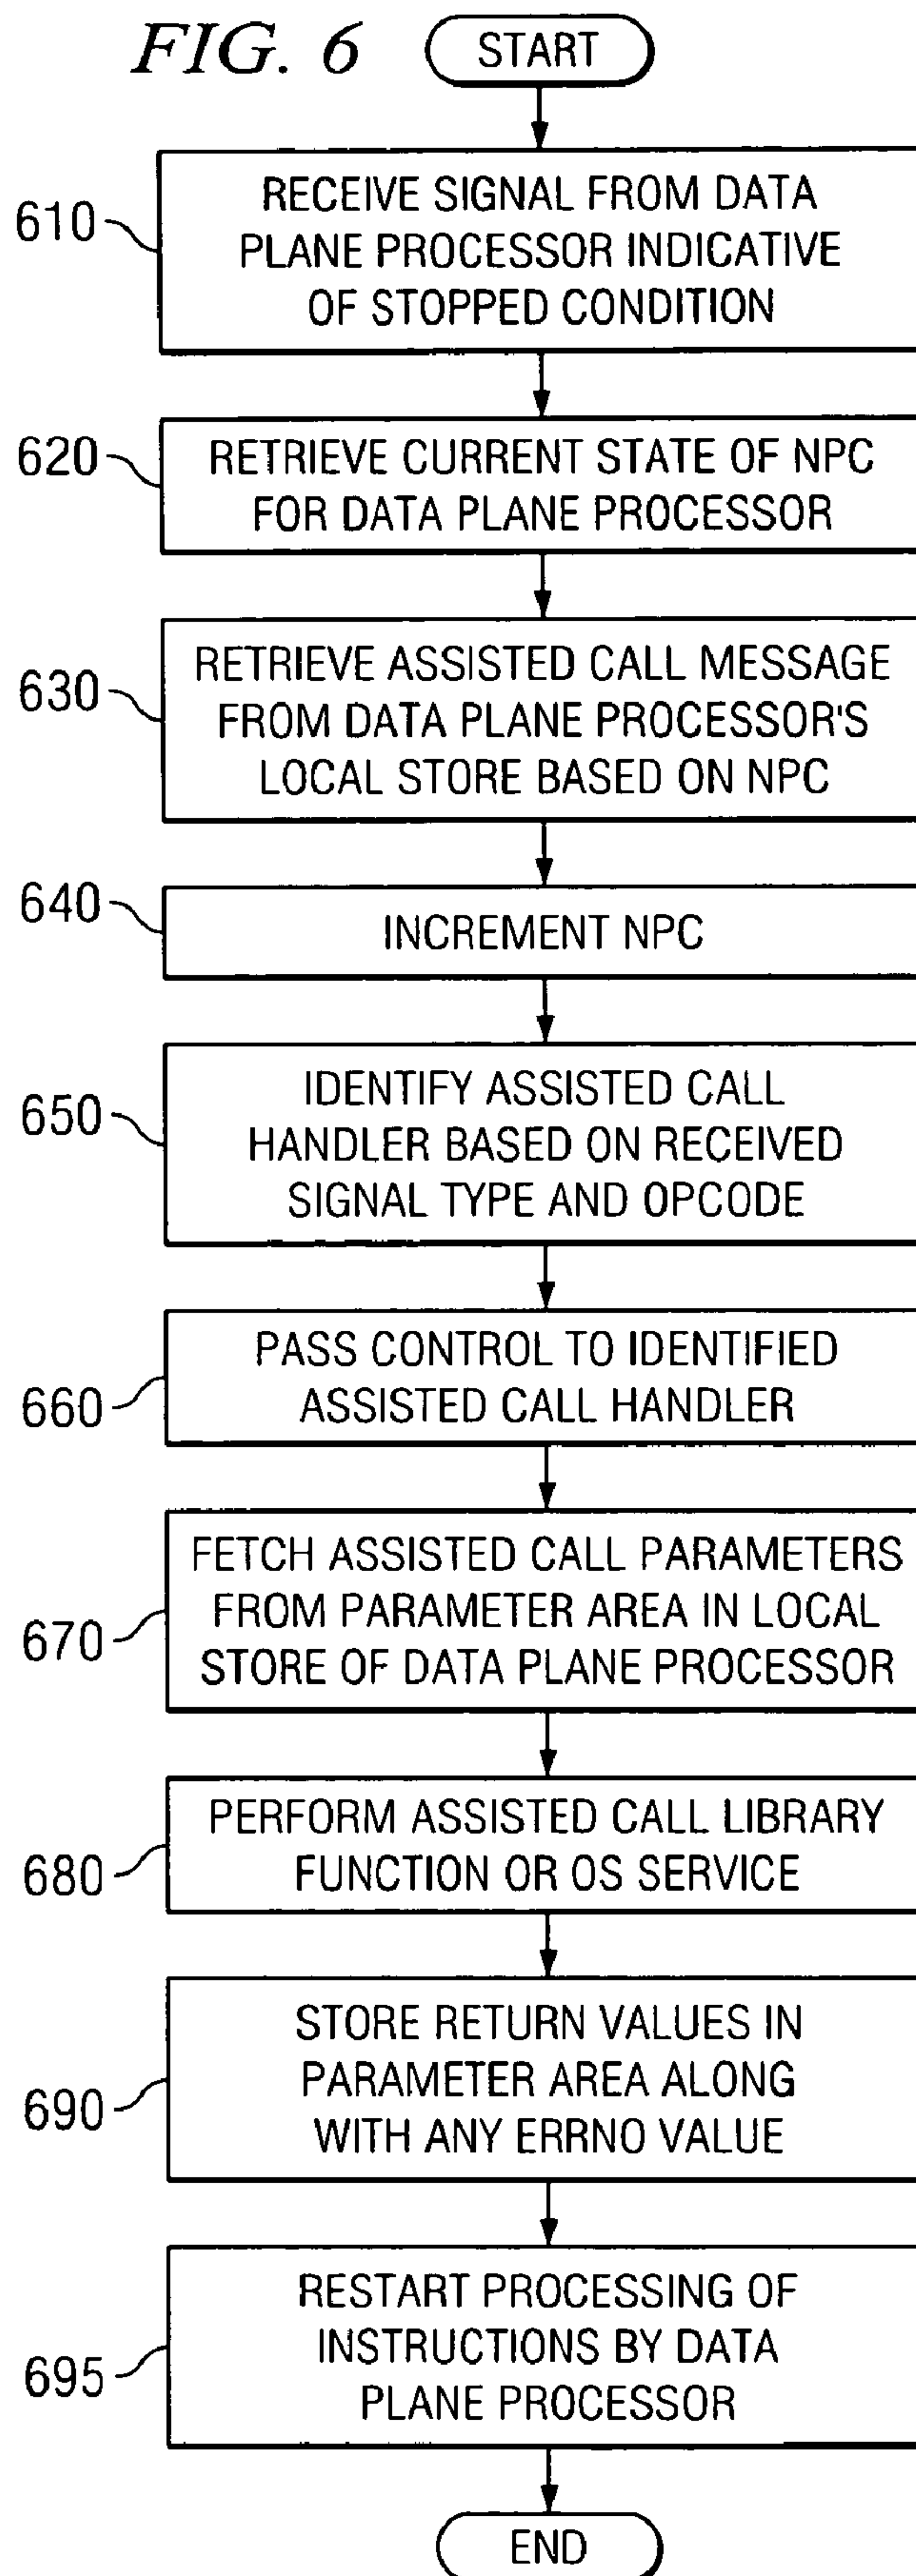 FIG. 6
START
610
RECEIVE SIGNAL FROM DATA
PLANE PROCESSOR INDICATIVE
OF STOPPED CONDITION
620
RETRIEVE CURRENT STATE OF NPC
FOR DATA PLANE PROCESSOR
630
RETRIEVE ASSISTED CALL MESSAGE
FROM DATA PLANE PROCESSOR'S
LOCAL STORE BASED ON NPC
640
INCREMENT NPC
650
IDENTIFY ASSISTED CALL
HANDLER BASED ON RECEIVED
SIGNAL TYPE AND OPCODE
660
PASS CONTROL TO IDENTIFIED
ASSISTED CALL HANDLER
670
FETCH ASSISTED CALL PARAMETERS
FROM PARAMETER AREA IN LOCAL
STORE OF DATA PLANE PROCESSOR
680
PERFORM ASSISTED CALL LIBRARY
FUNCTION OR OS SERVICE
690
STORE RETURN VALUES IN
PARAMETER AREA ALONG
WITH ANY ERRNO VALUE
695
RESTART PROCESSING OF
INSTRUCTIONS BY DATA
PLANE PROCESSOR
END